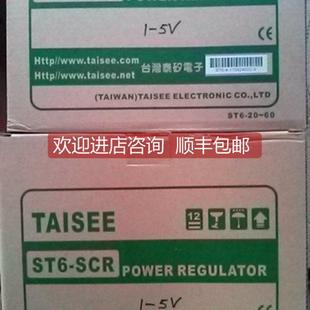 1-5V
Http//www.taisee.com
Http//www.taisee.net
台灣泰矽電子
(TAIWAN)TAISEE ELECTRONIC CO.,LTD
ST6-20~60
欢迎进店咨询 顺丰包邮
TAISEE
12
ST6-SCR POWER REGULATOR
1-5V